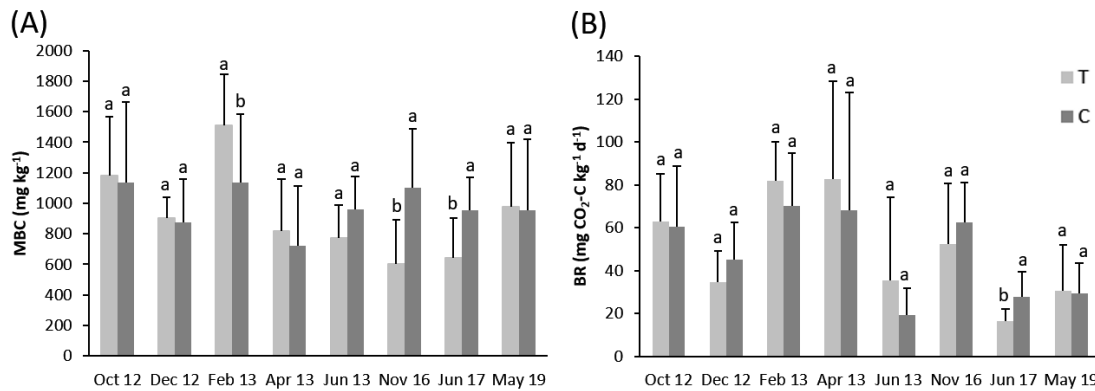 (A)
MBC (mg kg⁻¹)
2000
1800
1600
1400
1200
1000
800
600
400
200
0
a a
a a
a b
a a
a a
b a
b a
a a
Oct 12 Dec 12 Feb 13 Apr 13 Jun 13 Nov 16 Jun 17 May 19
(B)
BR (mg CO₂-C kg⁻¹ d⁻¹)
140
120
100
80
60
40
20
0
a a
a a
a a
a a
a a
a a
b a
a a
Oct 12 Dec 12 Feb 13 Apr 13 Jun 13 Nov 16 Jun 17 May 19
T
C